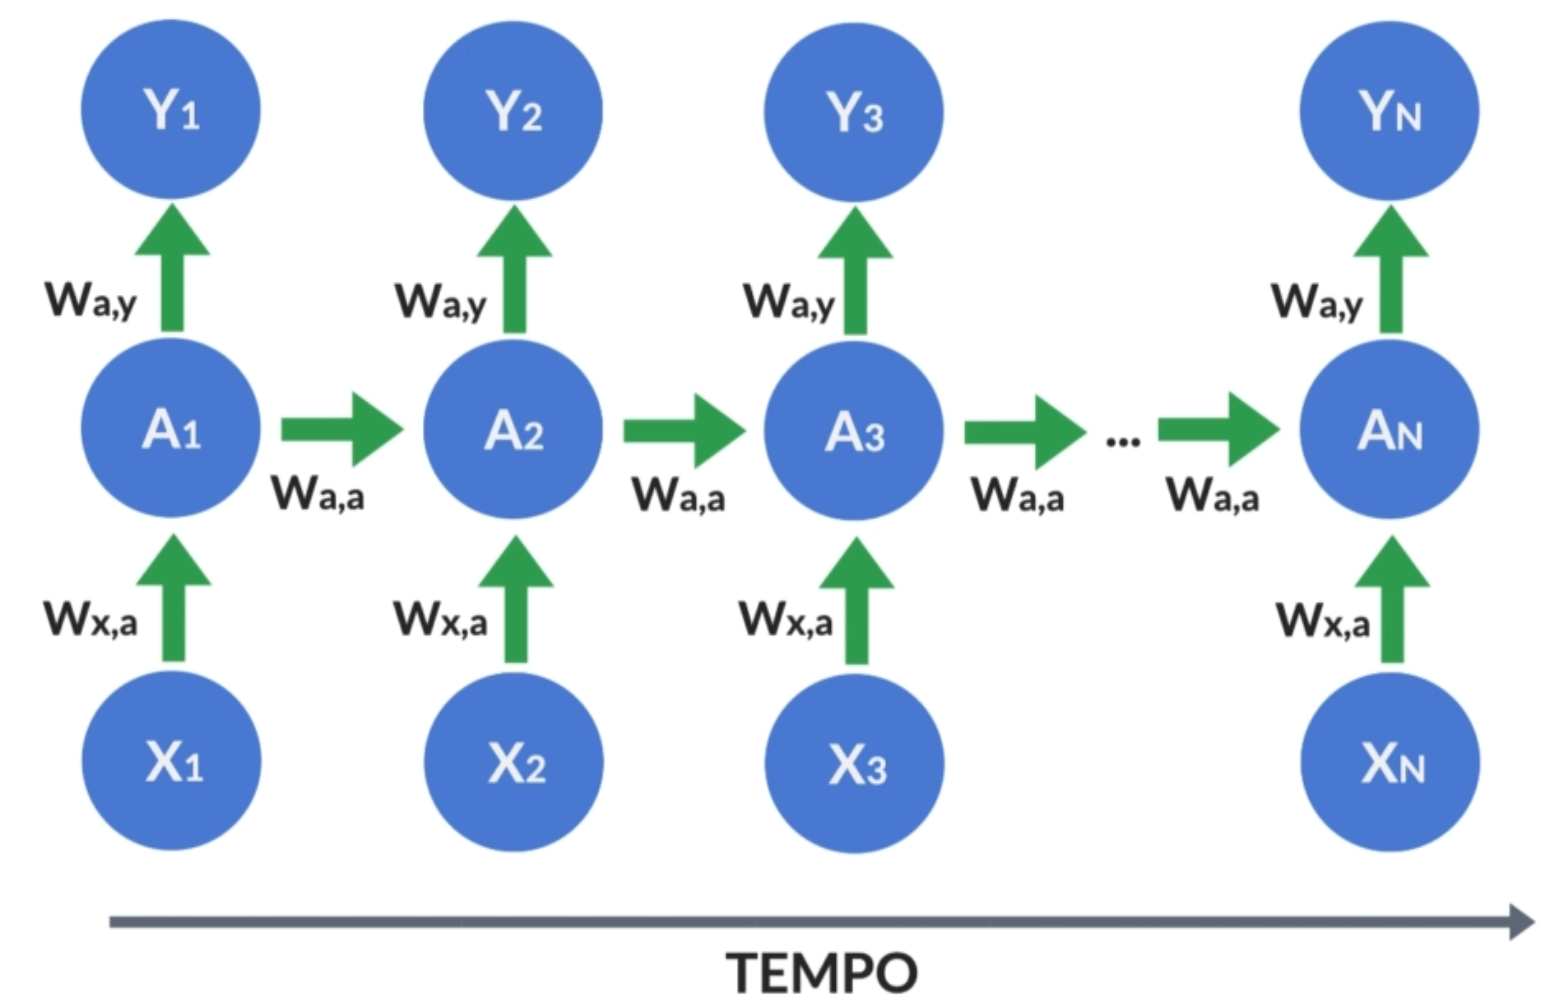 Y1 Y2 Y3 YN
Wa,y Wa,y Wa,y Wa,y
A1 A2 A3 ... AN
Wa,a Wa,a Wa,a Wa,a
Wx,a Wx,a Wx,a Wx,a
X1 X2 X3 XN
TEMPO